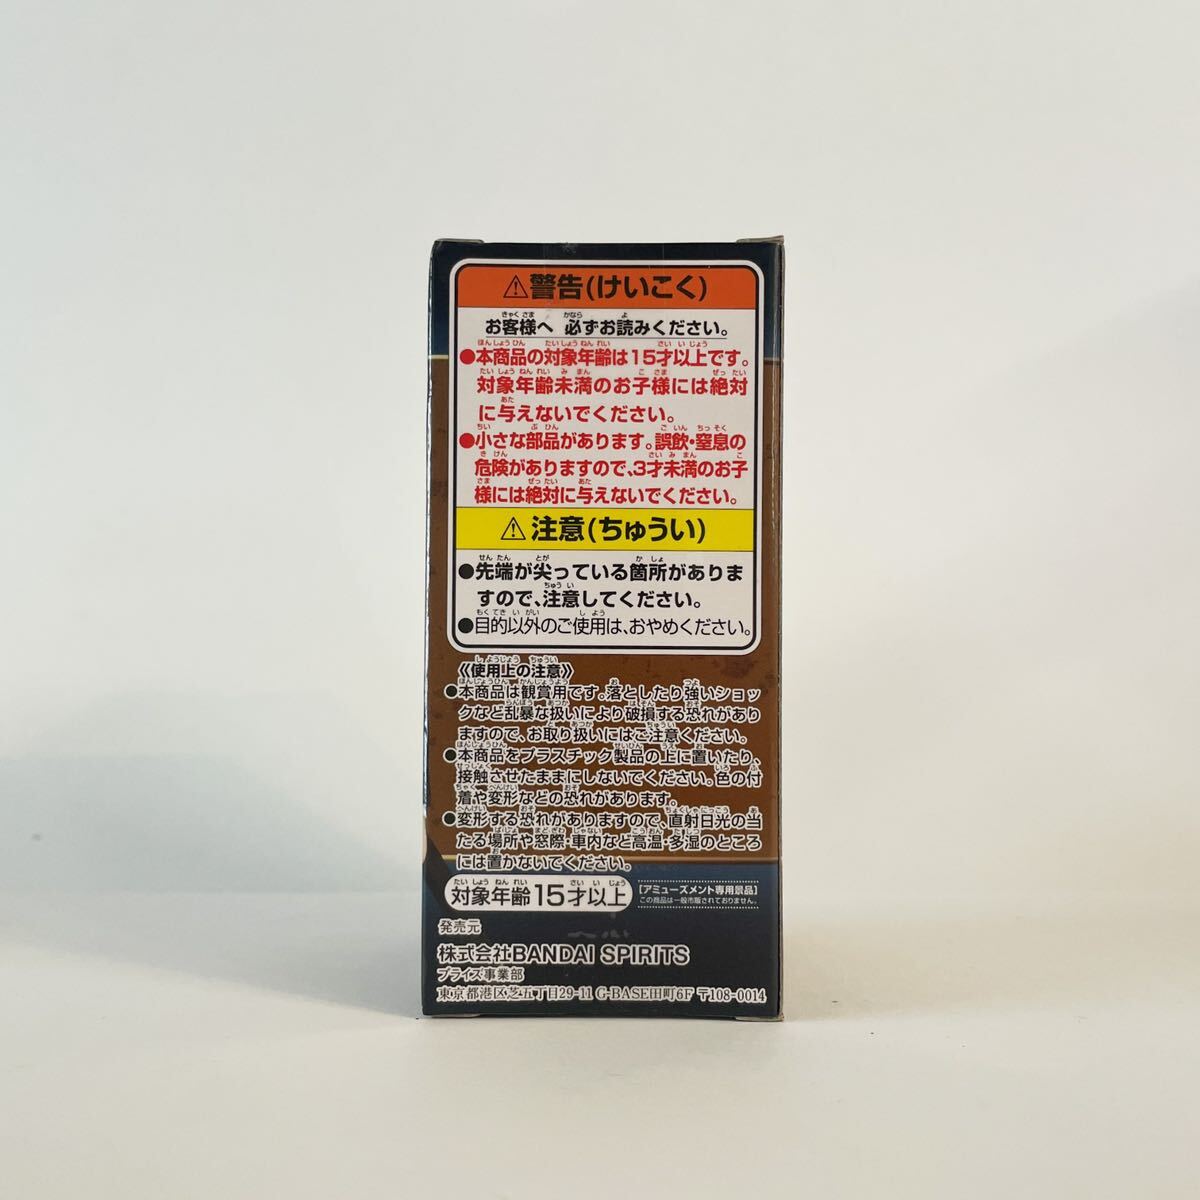 ⚠警告(けいこく)
お客様へ 必ずお読みください。
●本商品の対象年齢は15才以上です。
対象年齢未満のお子様には絶対
に与えないでください。
●小さな部品があります。誤飲・窒息の
危険がありますので、3才未満のお子
様には絶対に与えないでください。
⚠注意(ちゅうい)
●先端が尖っている箇所がありま
すので、注意してください。
●目的以外のご使用は、おやめください。
《使用上の注意》
●本商品は観賞用です。落としたり強いショッ
クなど乱暴な扱いにより破損する恐れがあり
ますので、お取り扱いにはご注意ください。
●本商品をプラスチック製品の上に置いたり、
接触させたままにしないでください。色の付
着や変形などの恐れがあります。
●変形する恐れがありますので、直射日光の当
たる場所や窓際・車内など高温・多湿のところ
には置かないでください。
対象年齢15才以上
[アミューズメント専用景品]
この商品は一般市販されておりません。
発売元
株式会社BANDAI SPIRITS
プライズ事業部
東京都港区芝五丁目29-11 G-BASE田町6F 〒108-0014